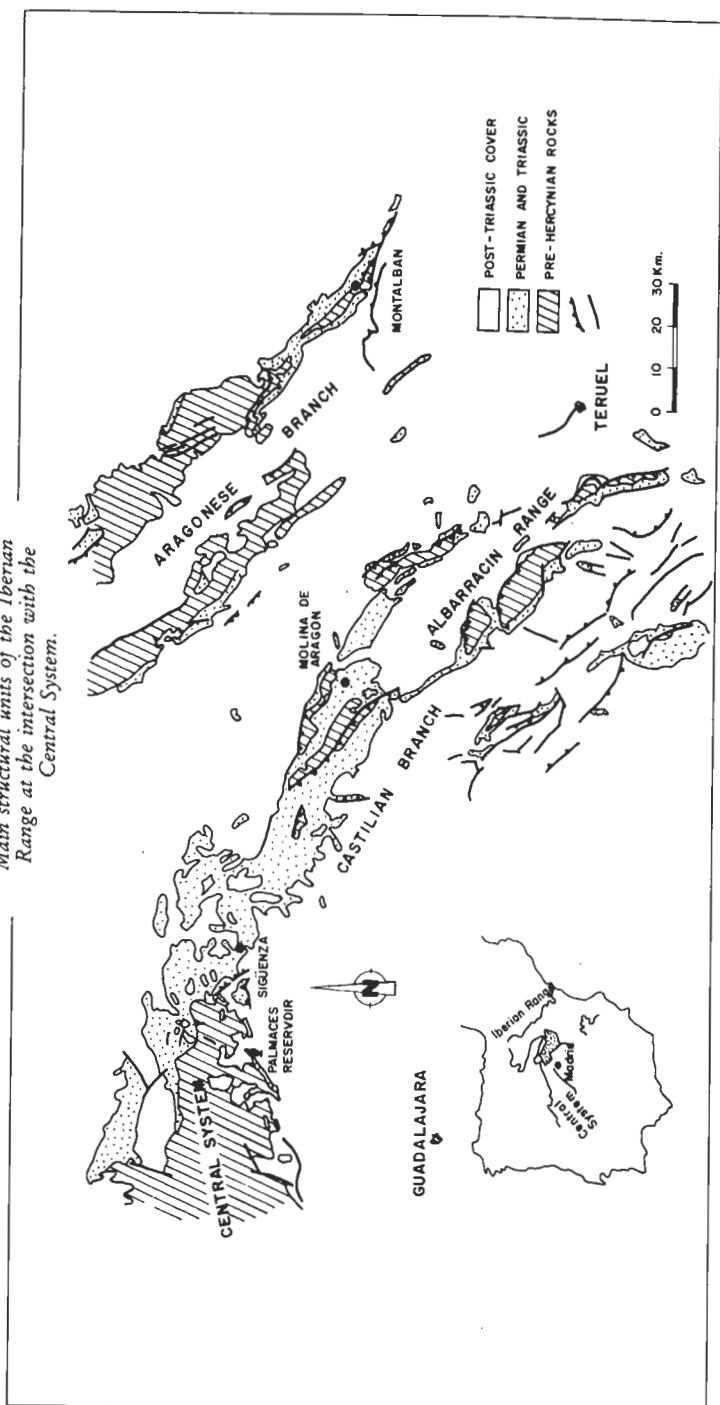 Main structural units of the Iberian
Range at the intersection with the
Central System.
CENTRAL SYSTEM
PALMACES
RESERVOIR
SIGÜENZA
CASTILIAN BRANCH
MOLINA DE
ARAGON
ARAGONESE BRANCH
ALBARRACIN RANGE
MONTALBAN
TERUEL
GUADALAJARA
N
POST-TRIASSIC COVER
PERMIAN AND TRIASSIC
PRE-HERCYNIAN ROCKS
0 10 20 30 Km.
Iberian Range
Central
System
Madrid